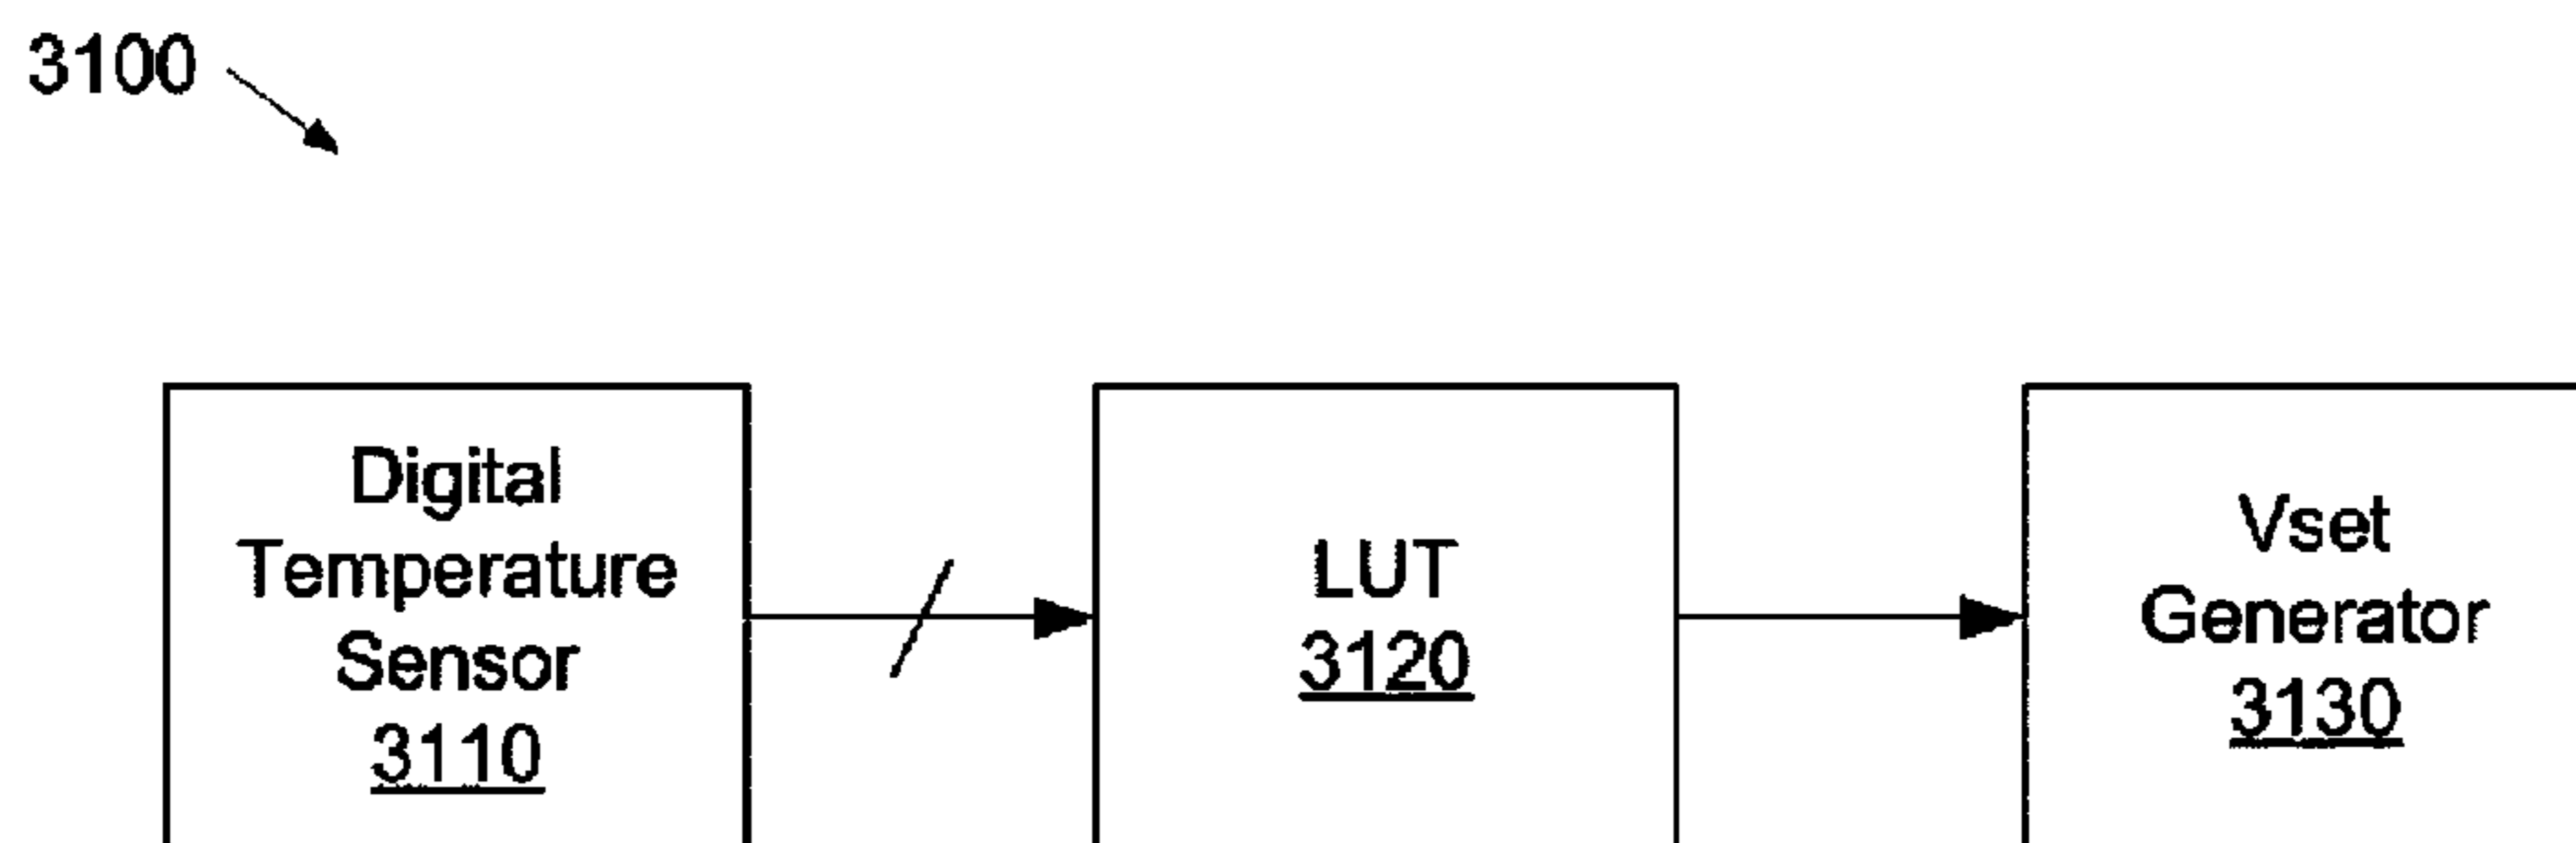 3100
Digital
Temperature
Sensor
3110
LUT
3120
Vset
Generator
3130